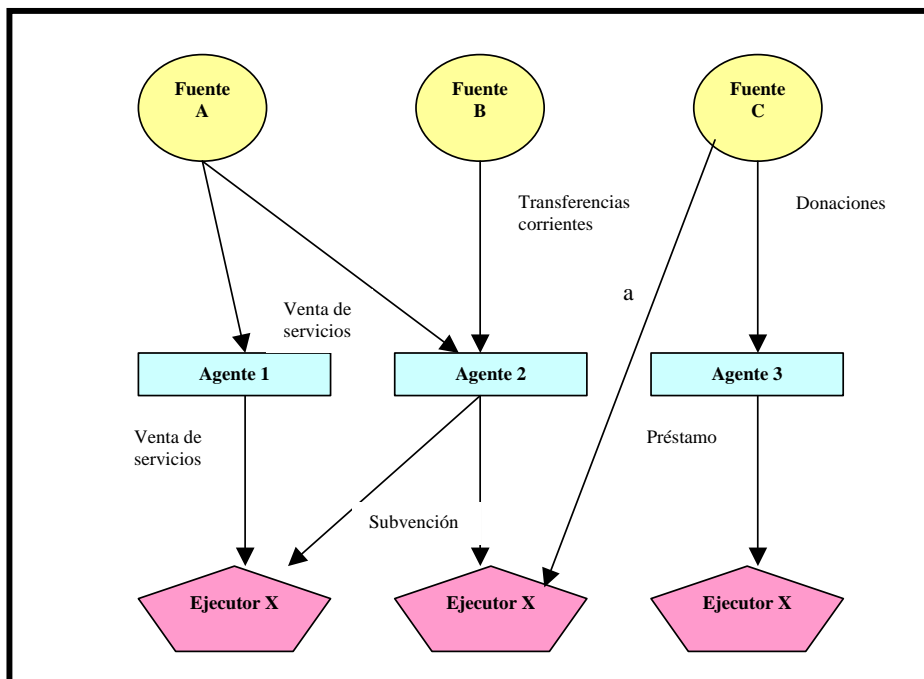 Fuente
A
Fuente
B
Fuente
C
Transferencias
corrientes
Donaciones
a
Venta de
servicios
Agente 1
Agente 2
Agente 3
Venta de
servicios
Préstamo
Subvención
Ejecutor X
Ejecutor X
Ejecutor X